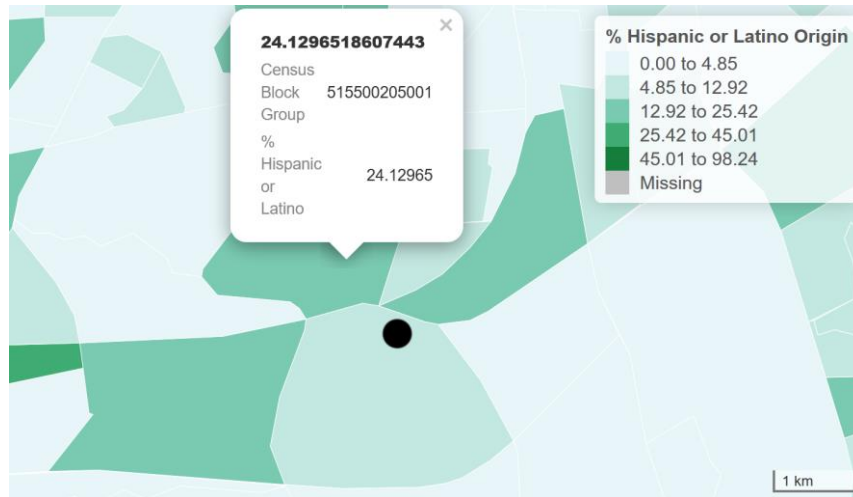 24.1296518607443
×
Census
Block 515500205001
Group
%
Hispanic
or 24.12965
Latino
% Hispanic or Latino Origin
0.00 to 4.85
4.85 to 12.92
12.92 to 25.42
25.42 to 45.01
45.01 to 98.24
Missing
1 km